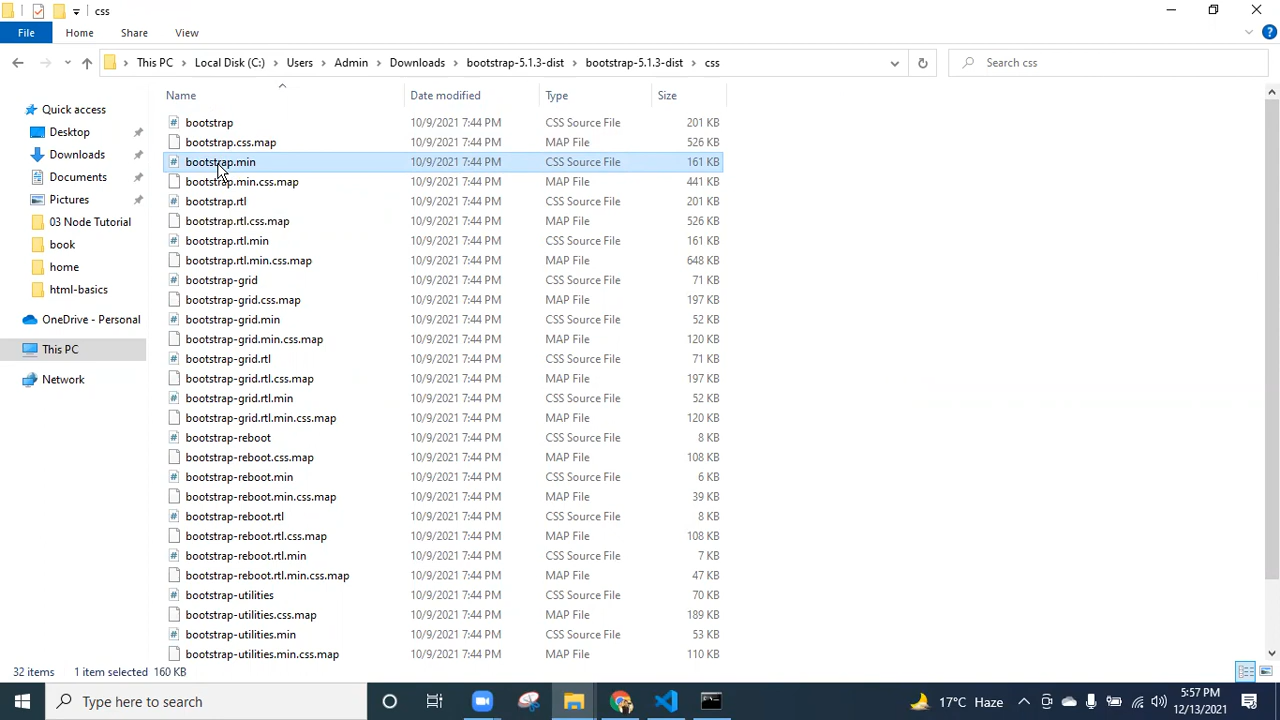 css
File Home Share View
This PC Local Disk (C:) Users Admin Downloads bootstrap-5.1.3-dist bootstrap-5.1.3-dist css Search css
Quick access
Desktop
Downloads
Documents
Pictures
03 Node Tutorial
book
home
html-basics
OneDrive - Personal
This PC
Network
Name Date modified Type Size
bootstrap 10/9/2021 7:44 PM CSS Source File 201 KB
bootstrap.css.map 10/9/2021 7:44 PM MAP File 526 KB
bootstrap.min 10/9/2021 7:44 PM CSS Source File 161 KB
bootstrap.min.css.map 10/9/2021 7:44 PM MAP File 441 KB
bootstrap.rtl 10/9/2021 7:44 PM CSS Source File 201 KB
bootstrap.rtl.css.map 10/9/2021 7:44 PM MAP File 526 KB
bootstrap.rtl.min 10/9/2021 7:44 PM CSS Source File 161 KB
bootstrap.rtl.min.css.map 10/9/2021 7:44 PM MAP File 648 KB
bootstrap-grid 10/9/2021 7:44 PM CSS Source File 71 KB
bootstrap-grid.css.map 10/9/2021 7:44 PM MAP File 197 KB
bootstrap-grid.min 10/9/2021 7:44 PM CSS Source File 52 KB
bootstrap-grid.min.css.map 10/9/2021 7:44 PM MAP File 120 KB
bootstrap-grid.rtl 10/9/2021 7:44 PM CSS Source File 71 KB
bootstrap-grid.rtl.css.map 10/9/2021 7:44 PM MAP File 197 KB
bootstrap-grid.rtl.min 10/9/2021 7:44 PM CSS Source File 52 KB
bootstrap-grid.rtl.min.css.map 10/9/2021 7:44 PM MAP File 120 KB
bootstrap-reboot 10/9/2021 7:44 PM CSS Source File 8 KB
bootstrap-reboot.css.map 10/9/2021 7:44 PM MAP File 108 KB
bootstrap-reboot.min 10/9/2021 7:44 PM CSS Source File 6 KB
bootstrap-reboot.min.css.map 10/9/2021 7:44 PM MAP File 39 KB
bootstrap-reboot.rtl 10/9/2021 7:44 PM CSS Source File 8 KB
bootstrap-reboot.rtl.css.map 10/9/2021 7:44 PM MAP File 108 KB
bootstrap-reboot.rtl.min 10/9/2021 7:44 PM CSS Source File 7 KB
bootstrap-reboot.rtl.min.css.map 10/9/2021 7:44 PM MAP File 47 KB
bootstrap-utilities 10/9/2021 7:44 PM CSS Source File 70 KB
bootstrap-utilities.css.map 10/9/2021 7:44 PM MAP File 189 KB
bootstrap-utilities.min 10/9/2021 7:44 PM CSS Source File 53 KB
bootstrap-utilities.min.css.map 10/9/2021 7:44 PM MAP File 110 KB
32 items 1 item selected 160 KB
Type here to search 17°C Haze 5:57 PM
12/13/2021